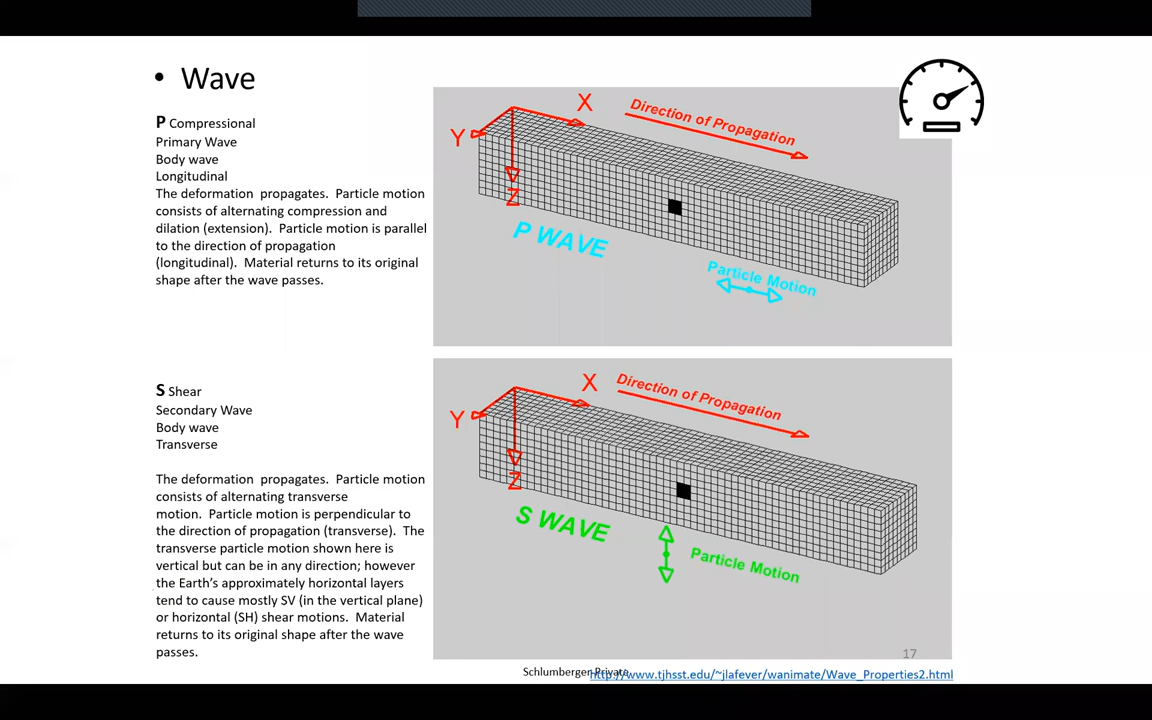 • Wave
P Compressional
Primary Wave
Body wave
Longitudinal
The deformation propagates. Particle motion
consists of alternating compression and
dilation (extension). Particle motion is parallel
to the direction of propagation
(longitudinal). Material returns to its original
shape after the wave passes.
X
Direction of Propagation
Y
Z
P WAVE
Particle Motion
S Shear
Secondary Wave
Body wave
Transverse
The deformation propagates. Particle motion
consists of alternating transverse
motion. Particle motion is perpendicular to
the direction of propagation (transverse). The
transverse particle motion shown here is
vertical but can be in any direction; however
the Earth's approximately horizontal layers
tend to cause mostly SV (in the vertical plane)
or horizontal (SH) shear motions. Material
returns to its original shape after the wave
passes.
X
Direction of Propagation
Y
Z
S WAVE
Particle Motion
17
Schlumberger-Private
http://www.tjhsst.edu/~jlafever/wanimate/Wave_Properties2.html